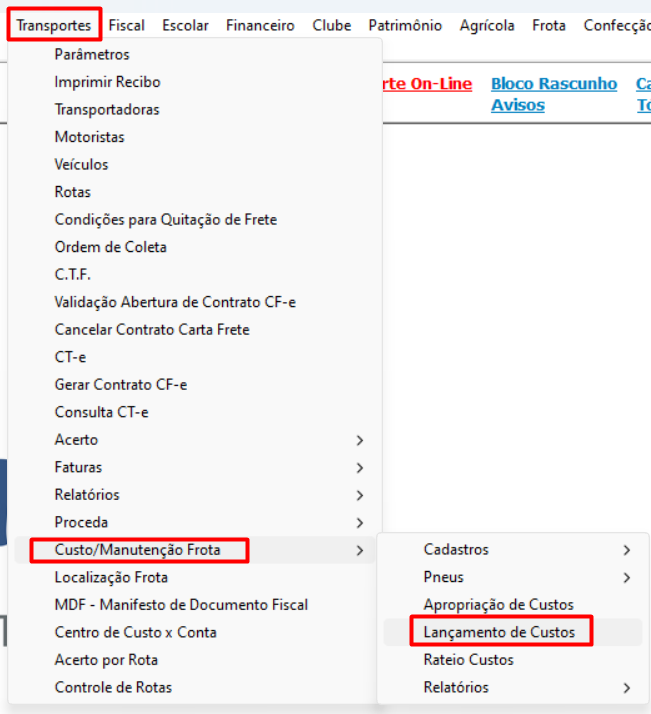 Transportes Fiscal Escolar Financeiro Clube Patrimônio Agrícola Frota Confecção
Parâmetros
Imprimir Recibo
rte On-Line Bloco Rascunho Ca
Transportadoras
Avisos To
Motoristas
Veículos
Rotas
Condições para Quitação de Frete
Ordem de Coleta
C.T.F.
Validação Abertura de Contrato CF-e
Cancelar Contrato Carta Frete
CT-e
Gerar Contrato CF-e
Consulta CT-e
Acerto
Faturas
Relatórios
Proceda
Custo/Manutenção Frota
Localização Frota
MDF - Manifesto de Documento Fiscal
Centro de Custo x Conta
Acerto por Rota
Controle de Rotas
Cadastros
Pneus
Apropriação de Custos
Lançamento de Custos
Rateio Custos
Relatórios